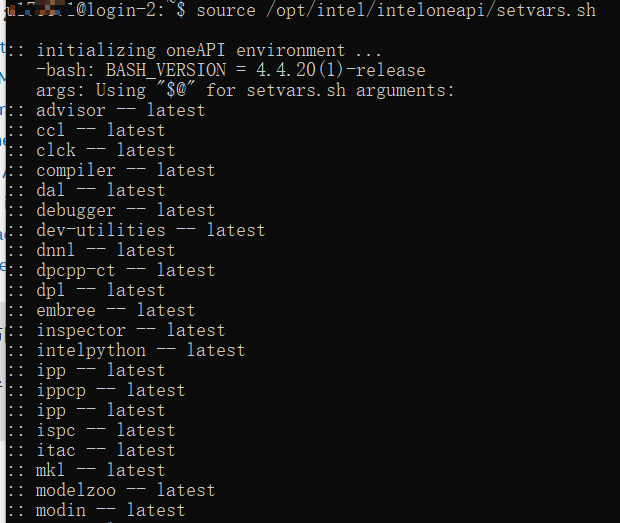 @login-2:~$ source /opt/intel/inteloneapi/setvars.sh
:: initializing oneAPI environment ...
-bash: BASH_VERSION = 4.4.20(1)-release
args: Using "$@" for setvars.sh arguments:
:: advisor -- latest
:: ccl -- latest
:: clck -- latest
:: compiler -- latest
:: dal -- latest
:: debugger -- latest
:: dev-utilities -- latest
:: dnnl -- latest
:: dpcpp-ct -- latest
:: dpl -- latest
:: embree -- latest
:: inspector -- latest
:: intelpython -- latest
:: ipp -- latest
:: ippcp -- latest
:: ipp -- latest
:: ispc -- latest
:: itac -- latest
:: mkl -- latest
:: modelzoo -- latest
:: modin -- latest